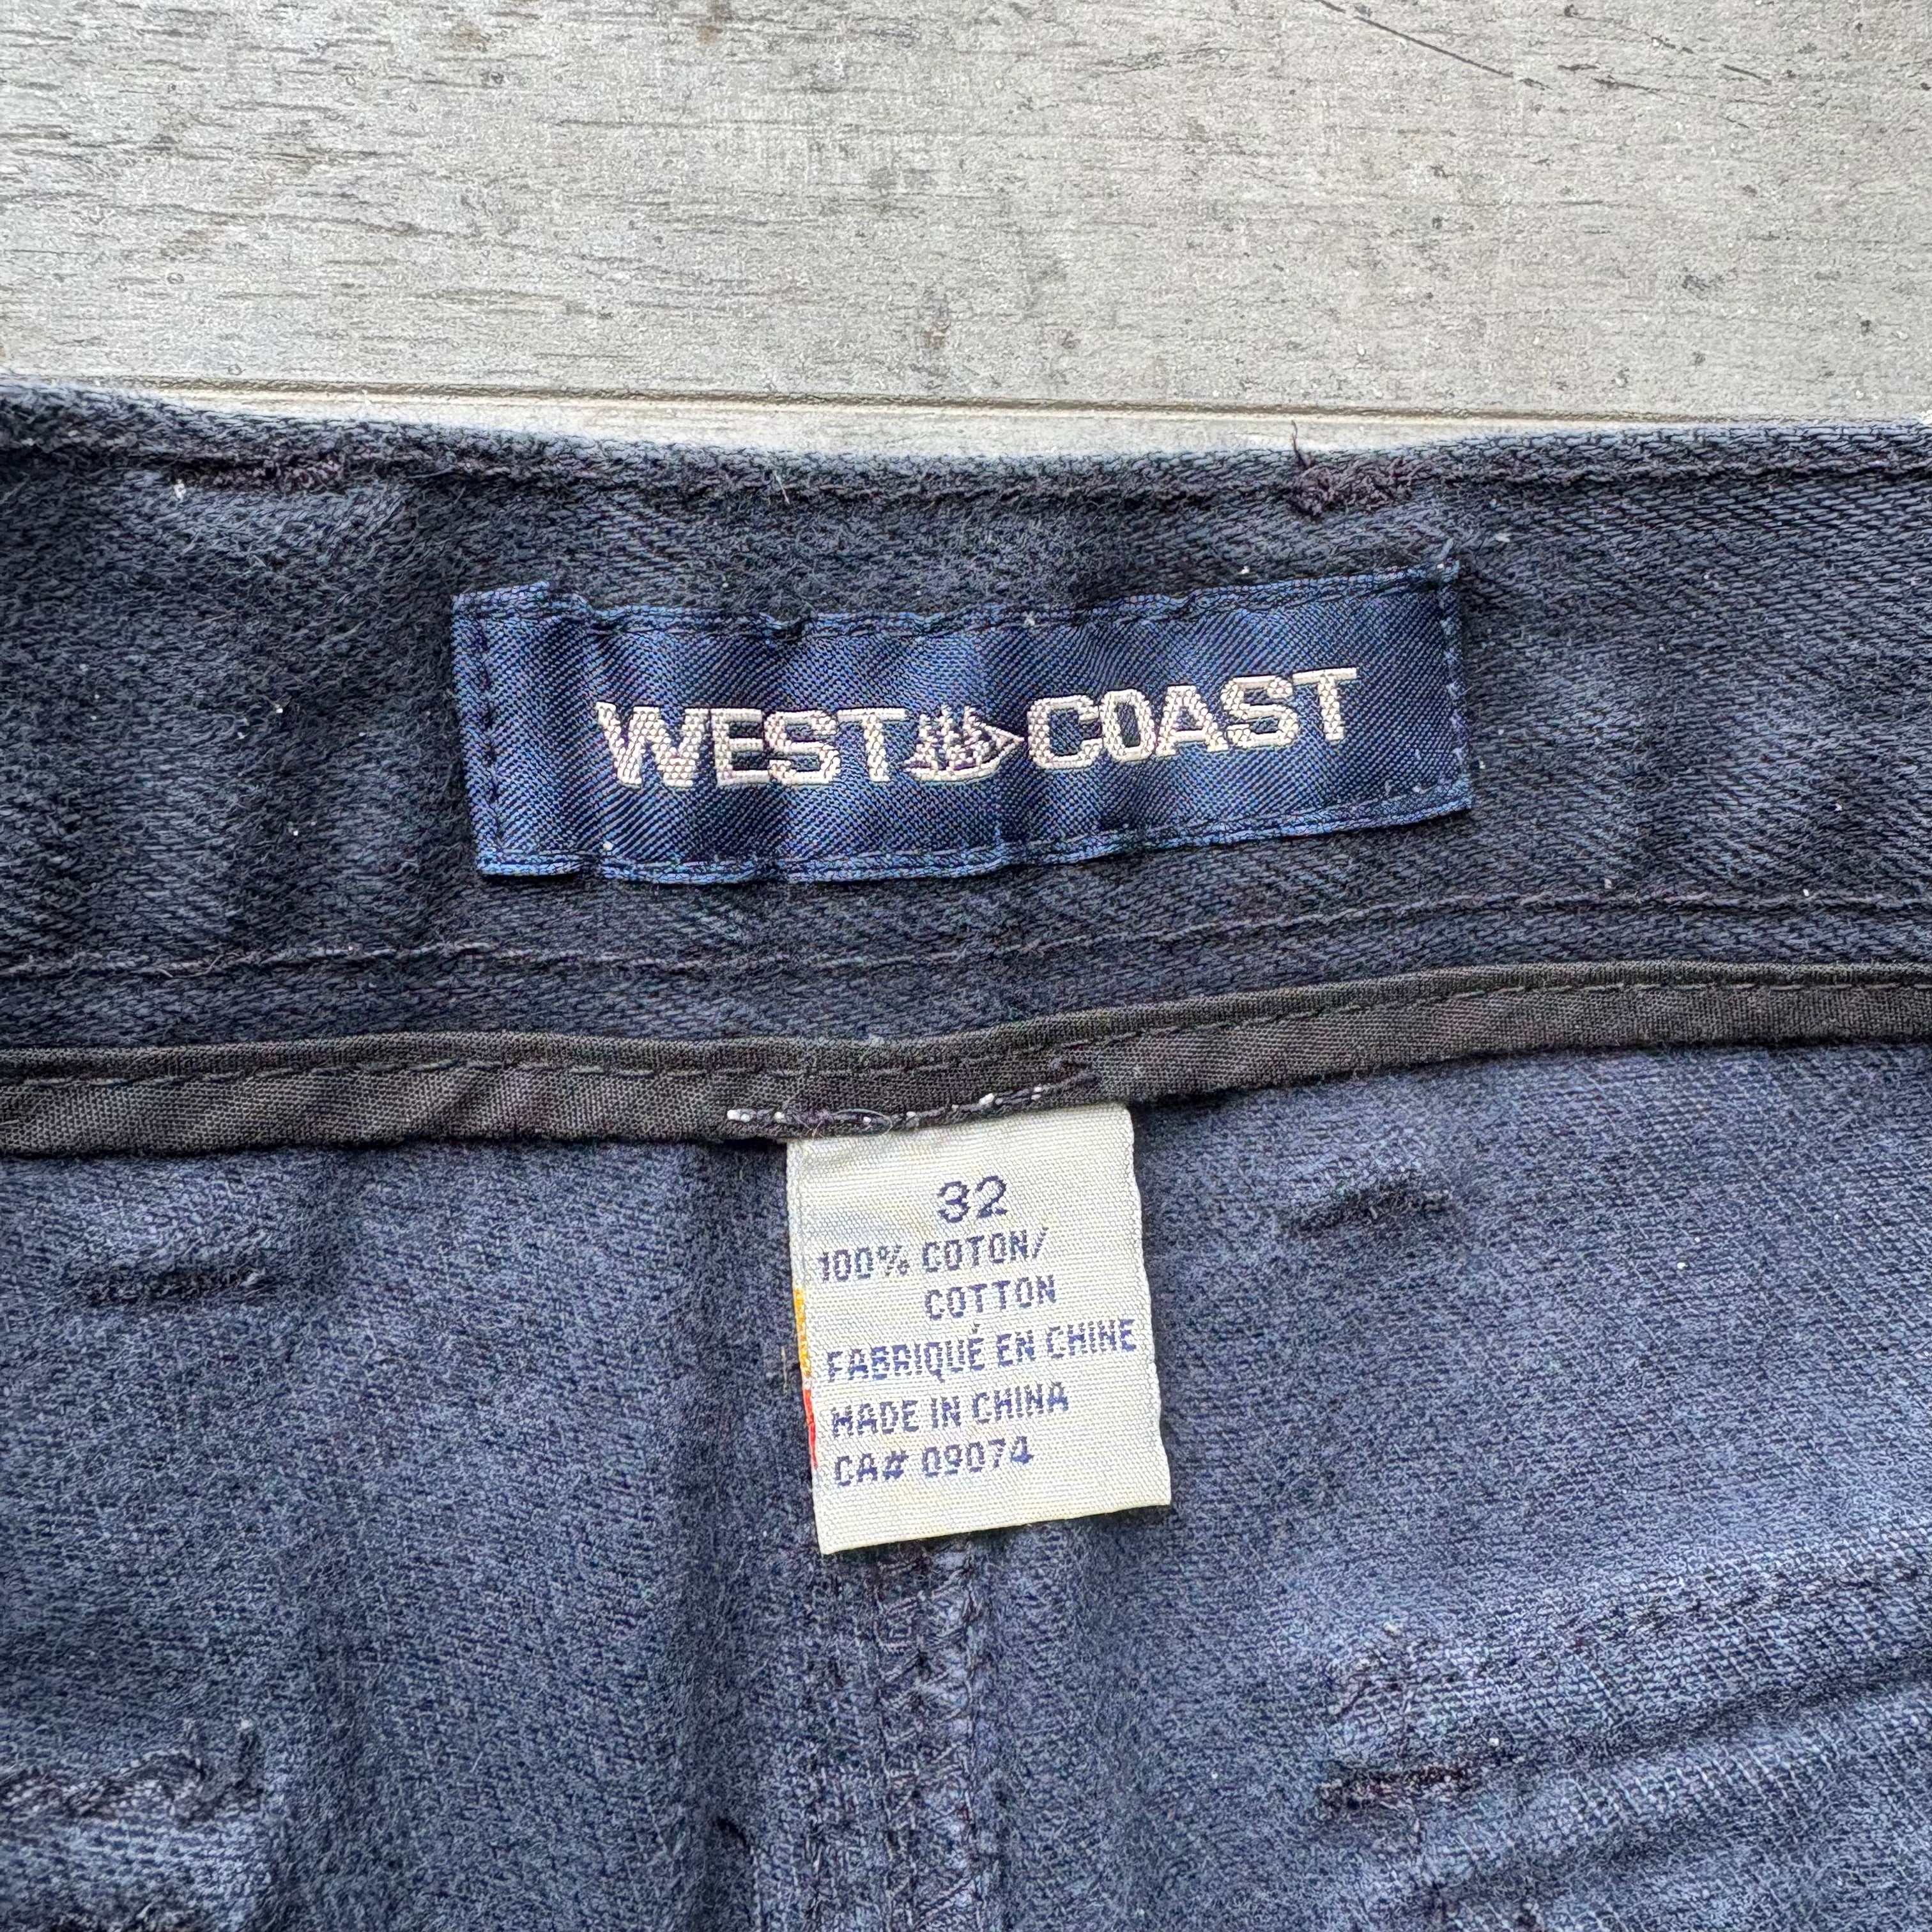 WEST COAST
32
100% COTON/
COTTON
FABRIQUÉ EN CHINE
MADE IN CHINA
CA# 09074